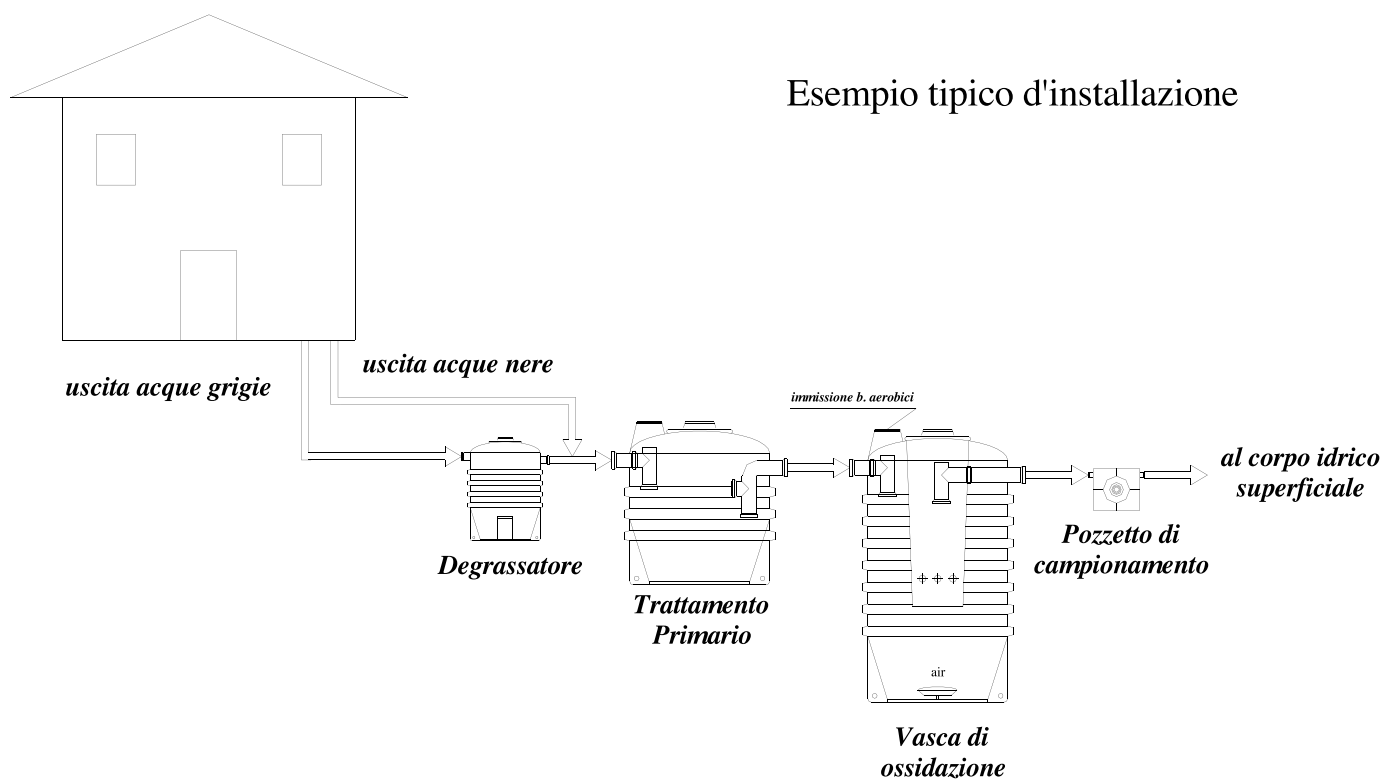 Esempio tipico d'installazione
uscita acque nere
uscita acque grigie
immissione b. aerobici
al corpo idrico
superficiale
Pozzetto di
campionamento
Degrassatore
Trattamento
Primario
air
Vasca di
ossidazione